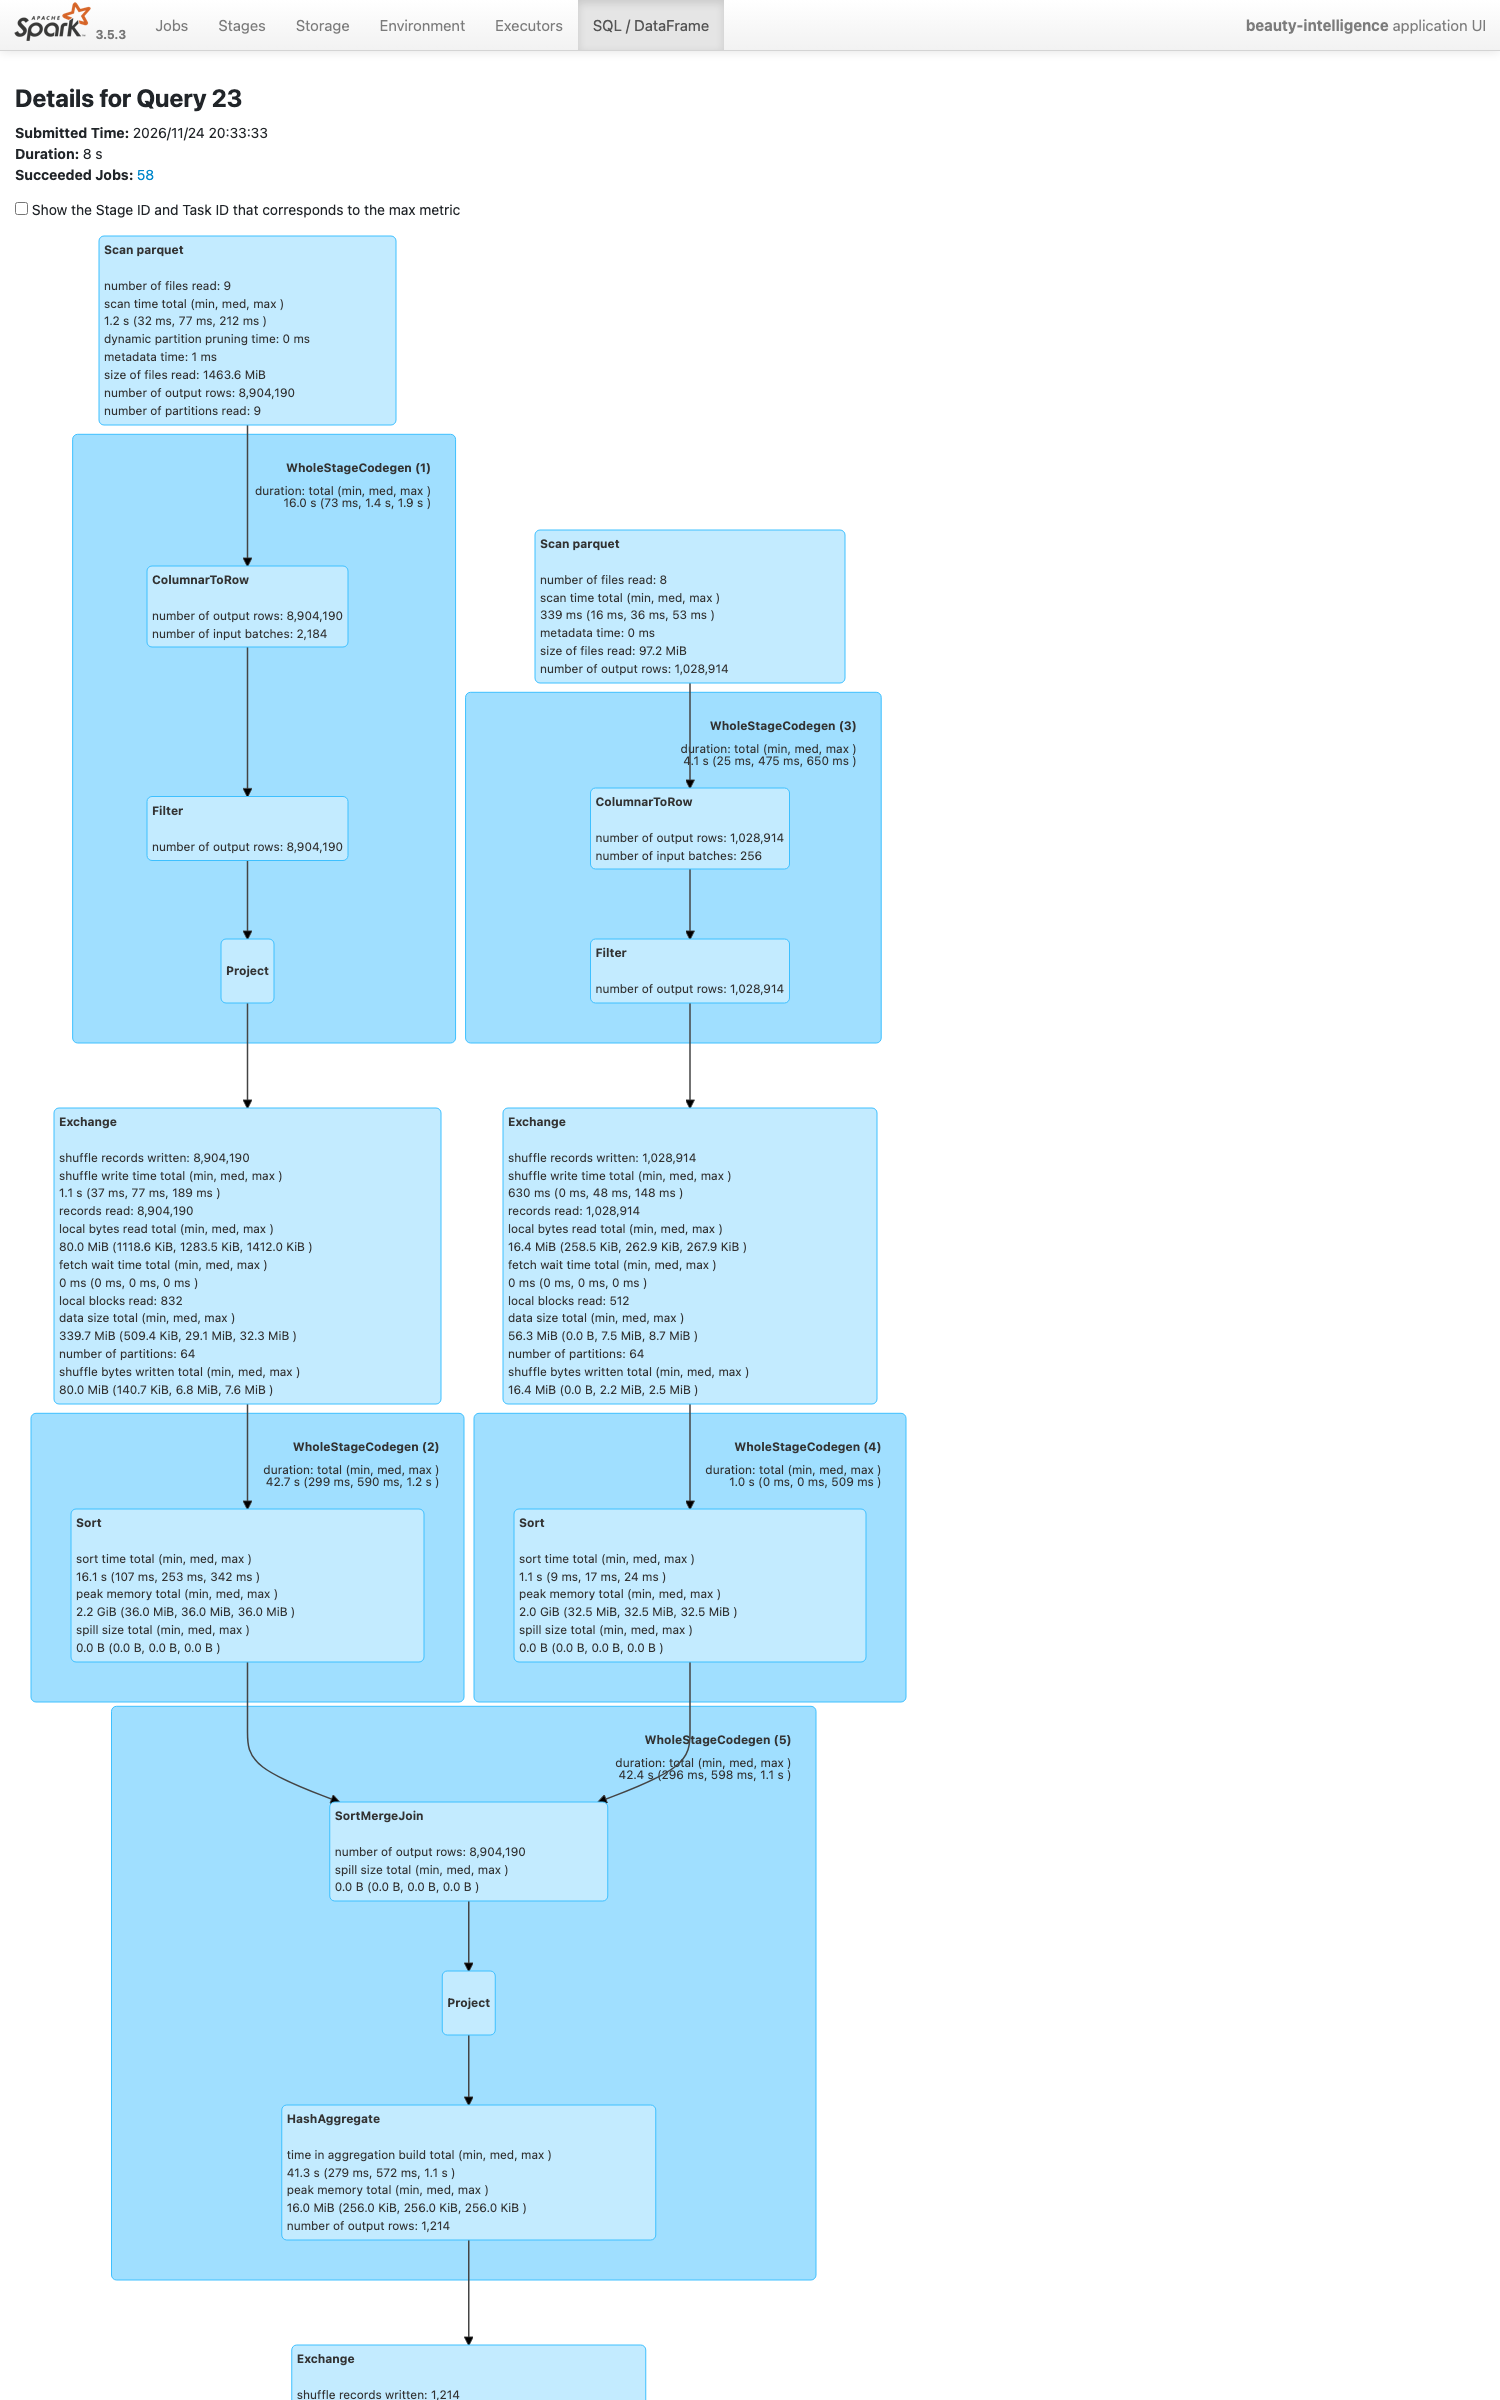 APACHE
Spark 3.5.3
Jobs
Stages
Storage
Environment
Executors
SQL / DataFrame
beauty-intelligence application UI
Details for Query 23
Submitted Time: 2026/11/24 20:33:33
Duration: 8 s
Succeeded Jobs: 58
Show the Stage ID and Task ID that corresponds to the max metric
Scan parquet
number of files read: 9
scan time total (min, med, max )
1.2 s (32 ms, 77 ms, 212 ms )
dynamic partition pruning time: 0 ms
metadata time: 1 ms
size of files read: 1463.6 MiB
number of output rows: 8,904,190
number of partitions read: 9
WholeStageCodegen (1)
duration: total (min, med, max )
16.0 s (73 ms, 1.4 s, 1.9 s )
ColumnarToRow
number of output rows: 8,904,190
number of input batches: 2,184
Filter
number of output rows: 8,904,190
Project
Scan parquet
number of files read: 8
scan time total (min, med, max )
339 ms (16 ms, 36 ms, 53 ms )
metadata time: 0 ms
size of files read: 97.2 MiB
number of output rows: 1,028,914
WholeStageCodegen (3)
duration: total (min, med, max )
4.1 s (25 ms, 475 ms, 650 ms )
ColumnarToRow
number of output rows: 1,028,914
number of input batches: 256
Filter
number of output rows: 1,028,914
Exchange
shuffle records written: 8,904,190
shuffle write time total (min, med, max )
1.1 s (37 ms, 77 ms, 189 ms )
records read: 8,904,190
local bytes read total (min, med, max )
80.0 MiB (1118.6 KiB, 1283.5 KiB, 1412.0 KiB )
fetch wait time total (min, med, max )
0 ms (0 ms, 0 ms, 0 ms )
local blocks read: 832
data size total (min, med, max )
339.7 MiB (509.4 KiB, 29.1 MiB, 32.3 MiB )
number of partitions: 64
shuffle bytes written total (min, med, max )
80.0 MiB (140.7 KiB, 6.8 MiB, 7.6 MiB )
Exchange
shuffle records written: 1,028,914
shuffle write time total (min, med, max )
630 ms (0 ms, 48 ms, 148 ms )
records read: 1,028,914
local bytes read total (min, med, max )
16.4 MiB (258.5 KiB, 262.9 KiB, 267.9 KiB )
fetch wait time total (min, med, max )
0 ms (0 ms, 0 ms, 0 ms )
local blocks read: 512
data size total (min, med, max )
56.3 MiB (0.0 B, 7.5 MiB, 8.7 MiB )
number of partitions: 64
shuffle bytes written total (min, med, max )
16.4 MiB (0.0 B, 2.2 MiB, 2.5 MiB )
WholeStageCodegen (2)
duration: total (min, med, max )
42.7 s (299 ms, 590 ms, 1.2 s )
Sort
sort time total (min, med, max )
16.1 s (107 ms, 253 ms, 342 ms )
peak memory total (min, med, max )
2.2 GiB (36.0 MiB, 36.0 MiB, 36.0 MiB )
spill size total (min, med, max )
0.0 B (0.0 B, 0.0 B, 0.0 B )
WholeStageCodegen (4)
duration: total (min, med, max )
1.0 s (0 ms, 0 ms, 509 ms )
Sort
sort time total (min, med, max )
1.1 s (9 ms, 17 ms, 24 ms )
peak memory total (min, med, max )
2.0 GiB (32.5 MiB, 32.5 MiB, 32.5 MiB )
spill size total (min, med, max )
0.0 B (0.0 B, 0.0 B, 0.0 B )
WholeStageCodegen (5)
duration: total (min, med, max )
42.4 s (296 ms, 598 ms, 1.1 s )
SortMergeJoin
number of output rows: 8,904,190
spill size total (min, med, max )
0.0 B (0.0 B, 0.0 B, 0.0 B )
Project
HashAggregate
time in aggregation build total (min, med, max )
41.3 s (279 ms, 572 ms, 1.1 s )
peak memory total (min, med, max )
16.0 MiB (256.0 KiB, 256.0 KiB, 256.0 KiB )
number of output rows: 1,214
Exchange
shuffle records written: 1,214